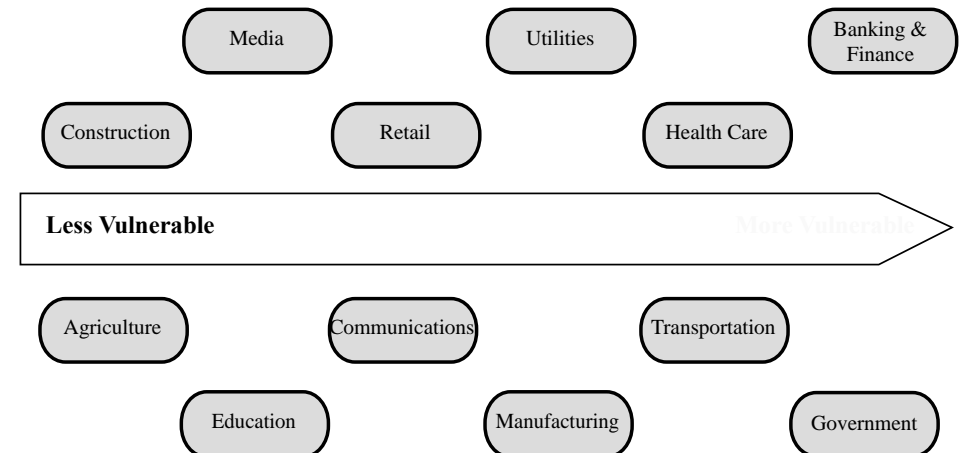 Media
Utilities
Banking &
Finance
Construction
Retail
Health Care
Less Vulnerable
More Vulnerable
Agriculture
Communications
Transportation
Education
Manufacturing
Government